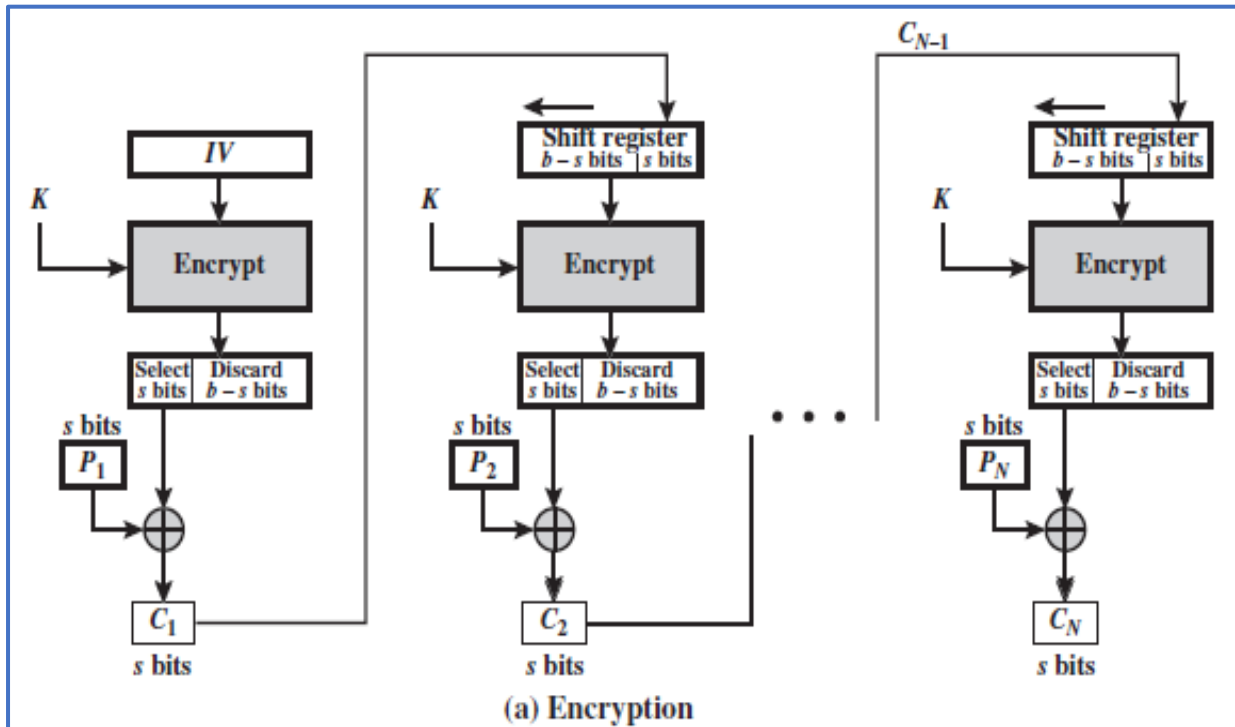 C_{N-1}
IV
Shift register
b – s bits | s bits
Shift register
b – s bits | s bits
K
Encrypt
K
Encrypt
K
Encrypt
Select
s bits
Discard
b – s bits
Select
s bits
Discard
b – s bits
Select
s bits
Discard
b – s bits
s bits
P_1
s bits
P_2
• • •
s bits
P_N
C_1
s bits
C_2
s bits
C_N
s bits
(a) Encryption